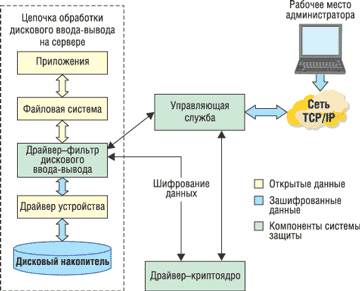 Цепочка обработки
дискового ввода-вывода
на сервере
Приложения
Файловая система
Драйвер–фильтр
дискового
ввода-вывода
Драйвер устройства
Дисковый накопитель
Рабочее место
администратора
Управляющая
служба
Сеть
TCP/IP
Шифрование
данных
Драйвер–криптоядро
Открытые данные
Зашифрованные
данные
Компоненты системы
защиты